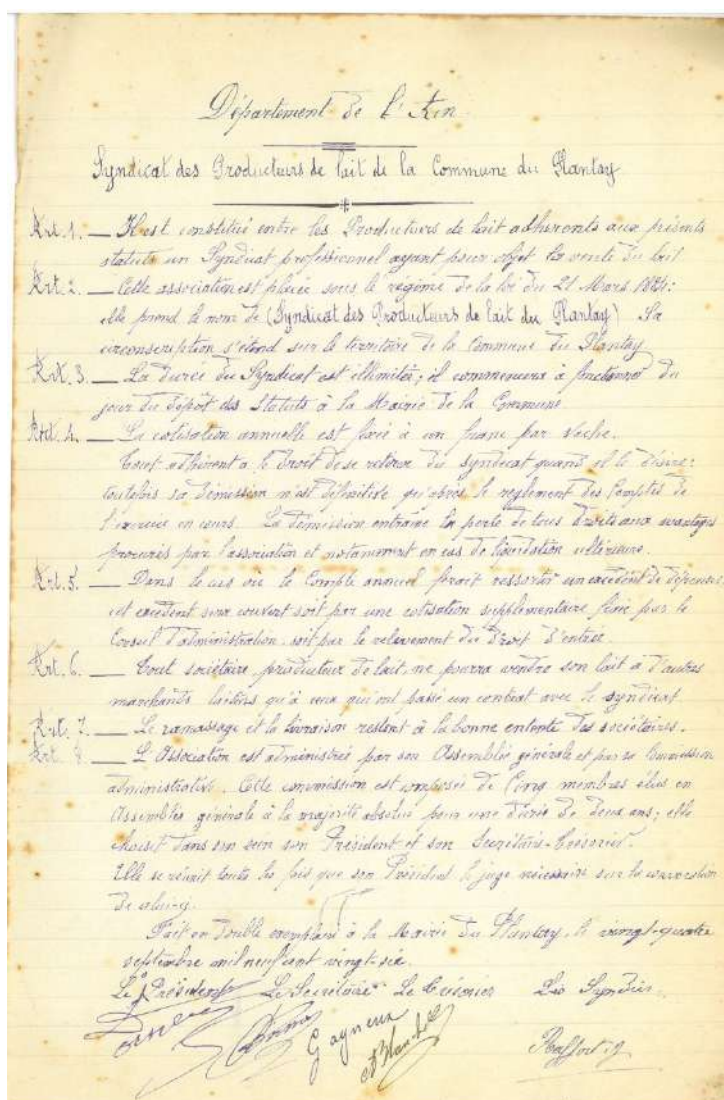 Département de l'Ain
Syndicat des Producteurs de lait de la Commune du Plantay
Art. 1. — Il est constitué entre les Producteurs de lait adhérents aux présents
statuts un Syndicat professionnel ayant pour objet la vente du lait
Art. 2. — Cette association est placée sous le régime de la loi du 21 Mars 1884:
elle prend le nom de (Syndicat des Producteurs de lait du Plantay) Sa
circonscription s'étend sur le territoire de la Commune du Plantay
Art. 3. — La durée du Syndicat est illimitée; il commencera à fonctionner du
jour du dépôt des Statuts à la Mairie de la Commune
Art. 4. — La cotisation annuelle est fixée à un franc par vache.
Tout adhérent a le droit de se retirer du syndicat quand il le désire:
toutefois sa démission n'est définitive qu'après le règlement des Comptes de
l'exercice en cours. La démission entraîne la perte de tous droits aux avantages
procurés par l'association et notamment en cas de liquidation ultérieure.
Art. 5. — Dans le cas où le Compte annuel ferait ressortir un excédent de dépenses
cet excédent sera couvert soit par une cotisation supplémentaire fixée par le
Conseil d'administration, soit par le relèvement du Droit d'entrée.
Art. 6. — Tout sociétaire, producteur de lait, ne pourra vendre son lait à d'autres
marchands laitiers qu'à ceux qui ont passé un contrat avec le syndicat
Art. 7. — Le ramassage et la livraison restent à la bonne entente des sociétaires.
Art. 8. — L'Association est administrée par son Assemblée générale et par sa Commission
administrative. Cette commission est composée de Cinq membres élus en
Assemblée générale à la majorité absolue pour une durée de deux ans; elle
choisit dans son sein son Président et son Secrétaire-Trésorier.
Elle se réunit toutes les fois que son Président le juge nécessaire sur la convocation
de celui-ci.
Fait en double exemplaire à la Mairie du Plantay, le vingt-quatre
septembre mil neuf cent vingt-six.
Le Président Le Secrétaire Le Trésorier Les Syndics
Gagneux